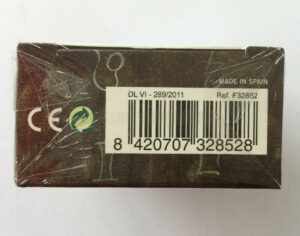 MADE IN SPAIN
DL VI - 289/2011 Ref. F32852
CE
8 420707 328528